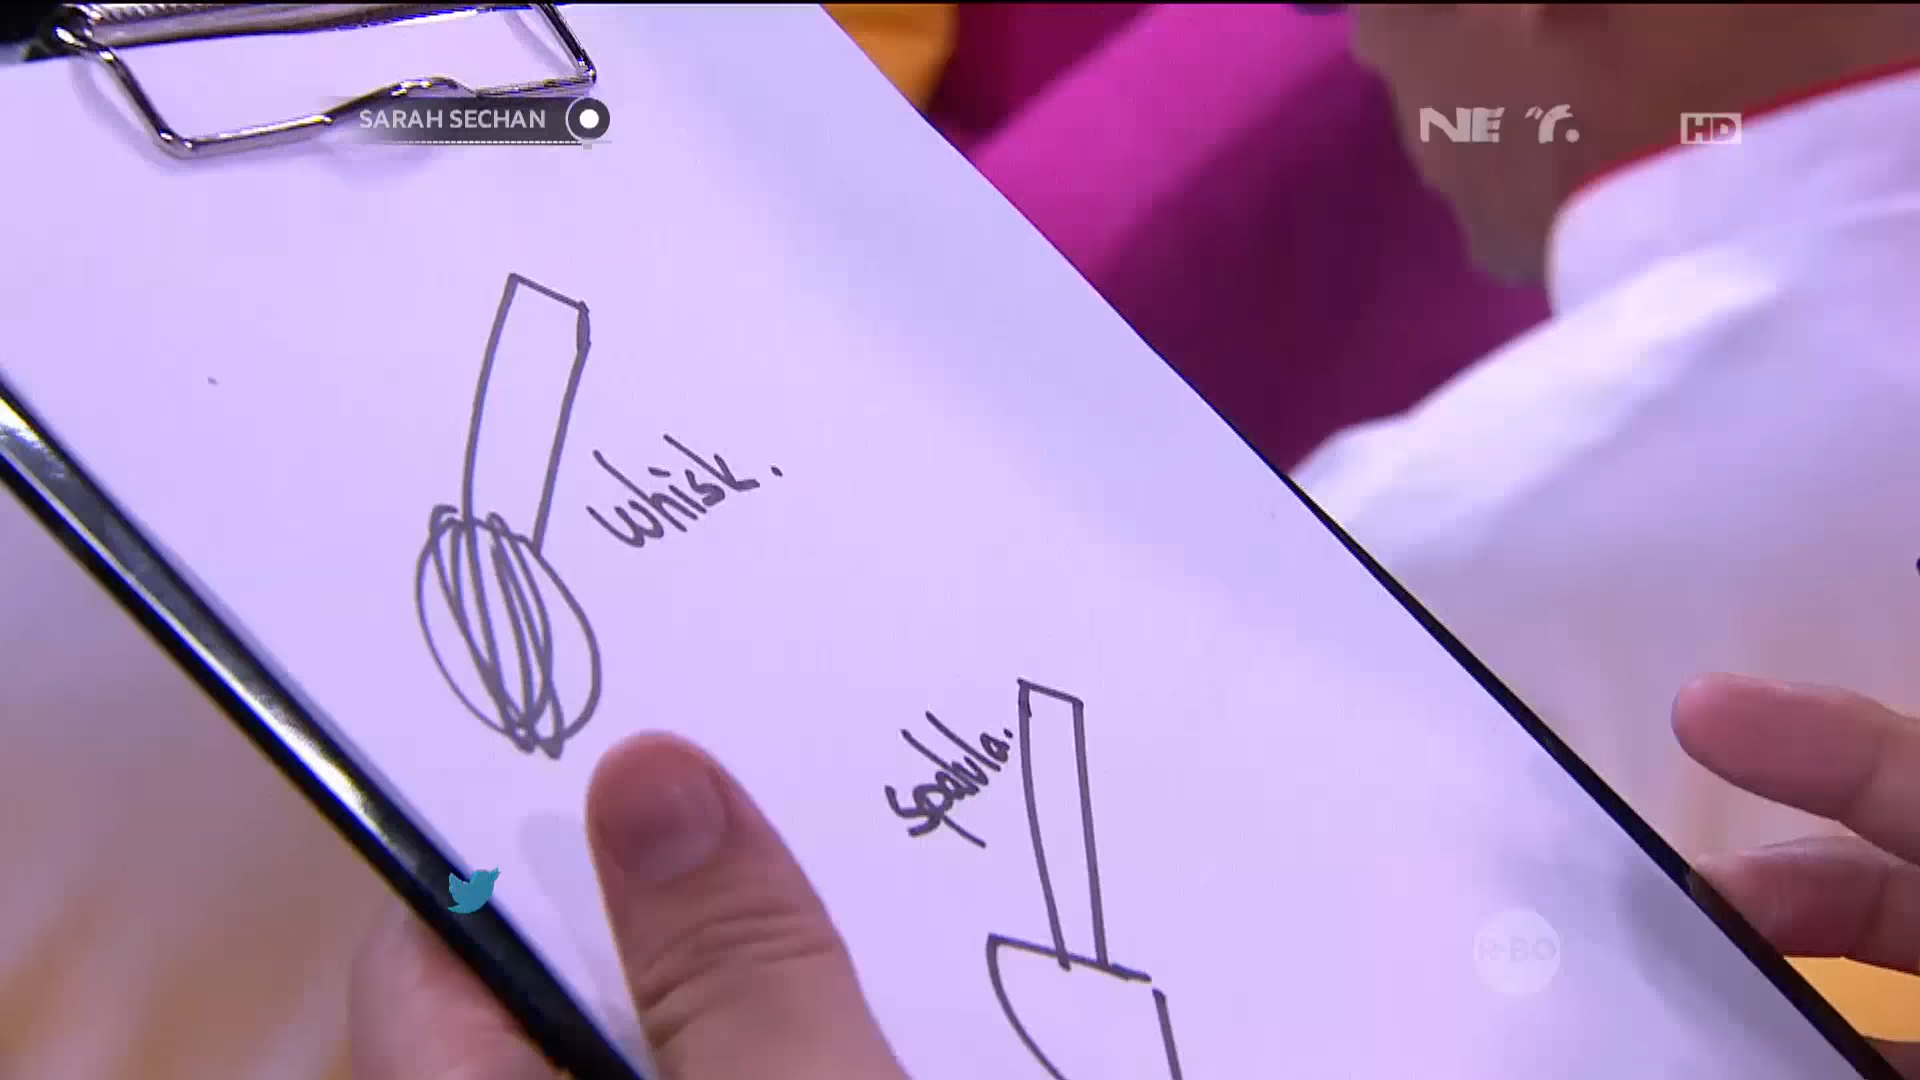 SARAH SECHAN
NET.
HD
whisk.
spatula.